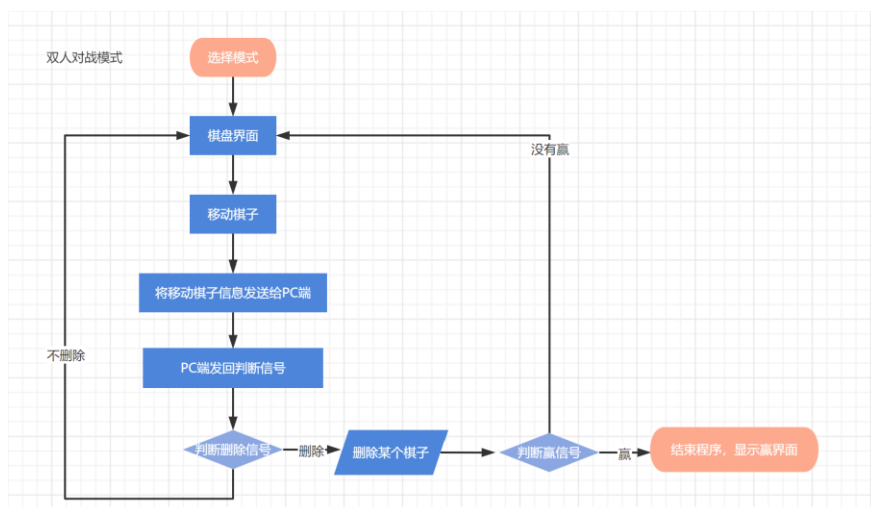 双人对战模式
选择模式
棋盘界面
没有赢
移动棋子
将移动棋子信息发送给PC端
不删除
PC端发回判断信号
判断删除信号
删除
删除某个棋子
判断赢信号
赢
结束程序，显示赢界面